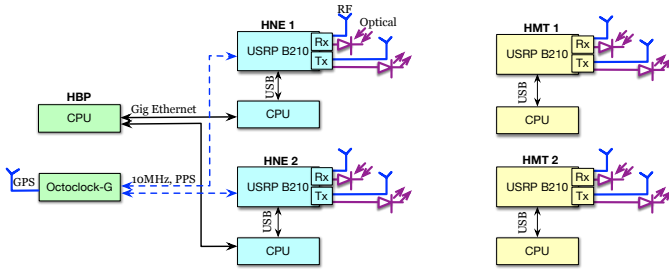 HNE 1
RF
Optical
USRP B210
Rx
Tx
USB
CPU
HBP
CPU
Gig Ethernet
GPS
Octoclock-G
10MHz, PPS
HNE 2
USRP B210
Rx
Tx
USB
CPU
HMT 1
USRP B210
Rx
Tx
USB
CPU
HMT 2
USRP B210
Rx
Tx
USB
CPU